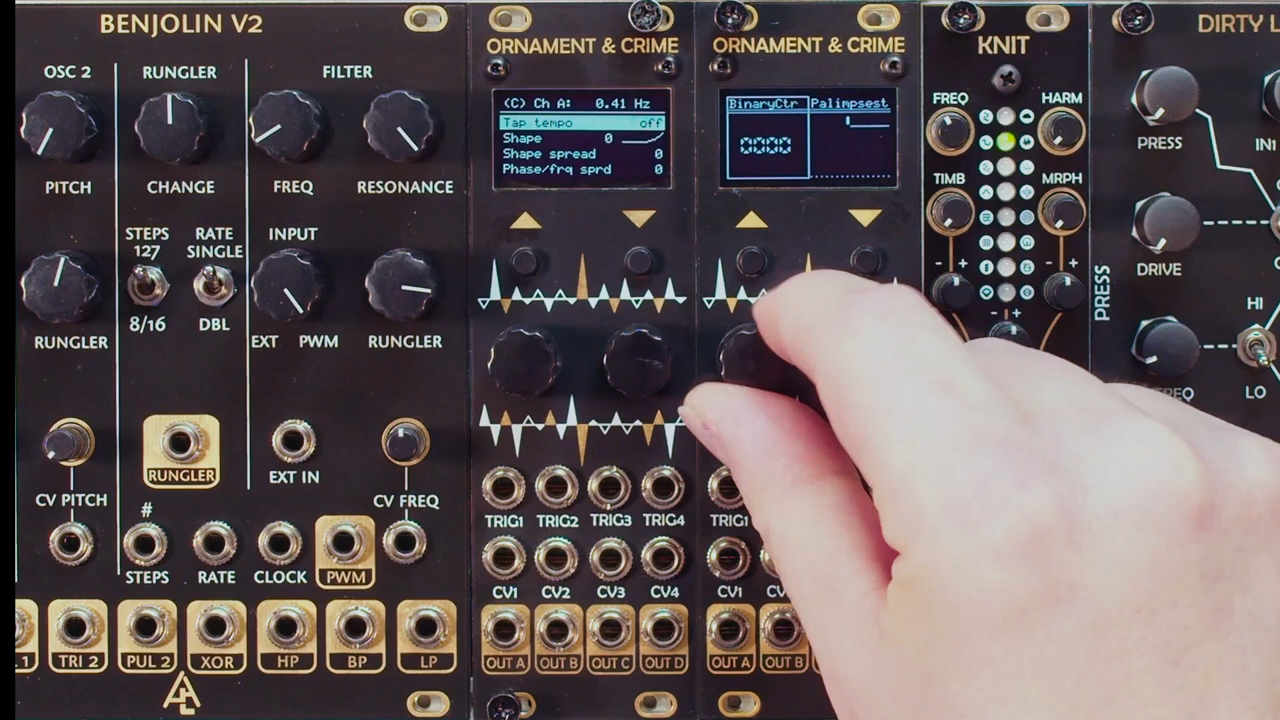 BENJOLIN V2
OSC 2
RUNGLER
FILTER
PITCH
CHANGE
FREQ
RESONANCE
STEPS
127
RATE
SINGLE
INPUT
8/16
DBL
RUNGLER
EXT
PWM
RUNGLER
RUNGLER
EXT IN
CV PITCH
CV FREQ
#
STEPS
RATE
CLOCK
PWM
TRI 2
PUL 2
XOR
HP
BP
LP
ORNAMENT & CRIME
(C) Ch A: 0.41 Hz
Tap tempo off
Shape 0
Shape spread 0
Phase/frq sprd 0
TRIG1 TRIG2 TRIG3 TRIG4
CV1 CV2 CV3 CV4
OUT A OUT B OUT C OUT D
ORNAMENT & CRIME
BinaryCtr Palimpsest
0000
TRIG1
CV1
OUT A OUT B
KNIT
FREQ
HARM
TIMB
MRPH
- +
- +
- +
DIRTY
PRESS
IN1
DRIVE
PRESS
HI
LO